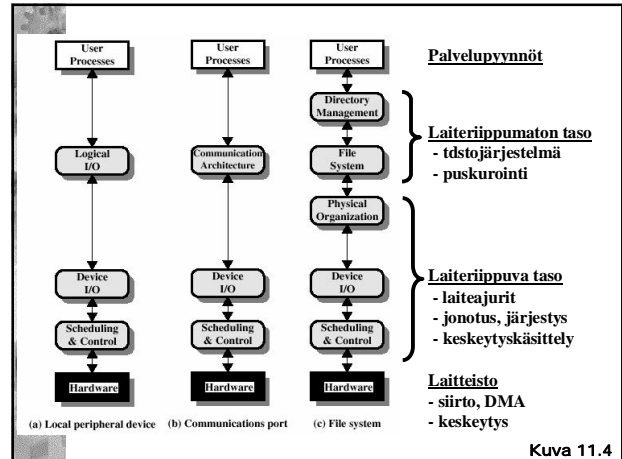 User
Processes
User
Processes
User
Processes
Palvelupyynnöt
Directory
Management
Logical
I/O
Communication
Architecture
File
System
Laiteriippumaton taso
- tdstojärjestelmä
- puskurointi
Physical
Organization
Device
I/O
Device
I/O
Device
I/O
Laiteriippuva taso
- laiteajurit
- jonotus, järjestys
- keskeytyskäsittely
Scheduling
& Control
Scheduling
& Control
Scheduling
& Control
Hardware
Hardware
Hardware
Laitteisto
- siirto, DMA
- keskeytys
(a) Local peripheral device
(b) Communications port
(c) File system
Kuva 11.4